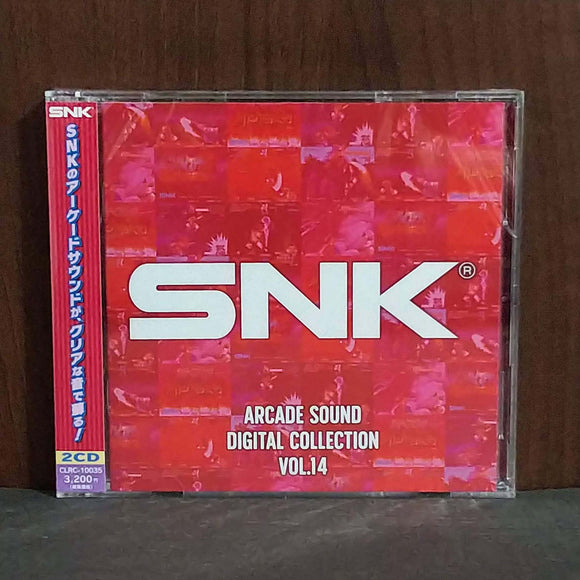 SNK
SNKのアーケードサウンドが、クリアな音で蘇る!
2CD
CLRC-10035
3,200円
SNK®
ARCADE SOUND
DIGITAL COLLECTION
VOL.14